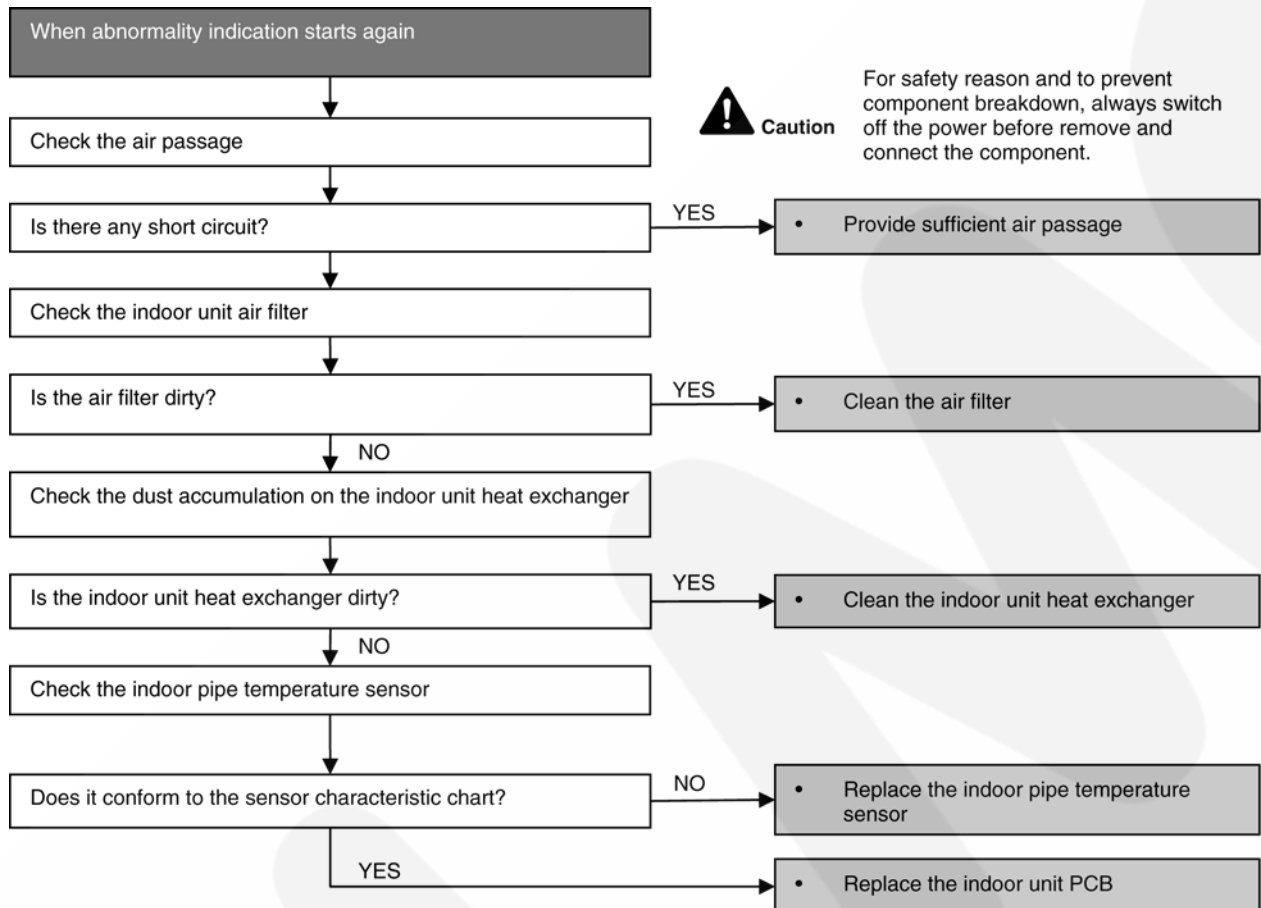 When abnormality indication starts again
Caution
For safety reason and to prevent
component breakdown, always switch
off the power before remove and
connect the component.
Check the air passage
Is there any short circuit?
YES
• Provide sufficient air passage
Check the indoor unit air filter
Is the air filter dirty?
YES
• Clean the air filter
NO
Check the dust accumulation on the indoor unit heat exchanger
Is the indoor unit heat exchanger dirty?
YES
• Clean the indoor unit heat exchanger
NO
Check the indoor pipe temperature sensor
Does it conform to the sensor characteristic chart?
NO
• Replace the indoor pipe temperature
sensor
YES
• Replace the indoor unit PCB